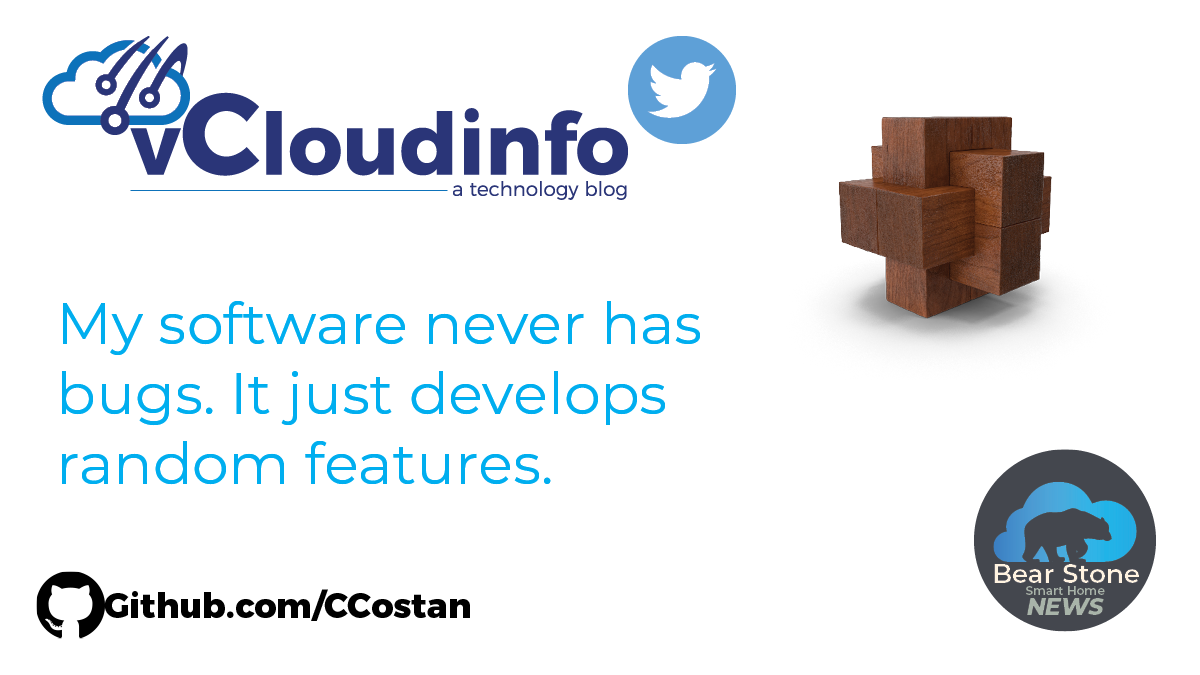 vCloudinfo
a technology blog
My software never has
bugs. It just develops
random features.
Github.com/CCostan
Bear Stone
Smart Home
NEWS